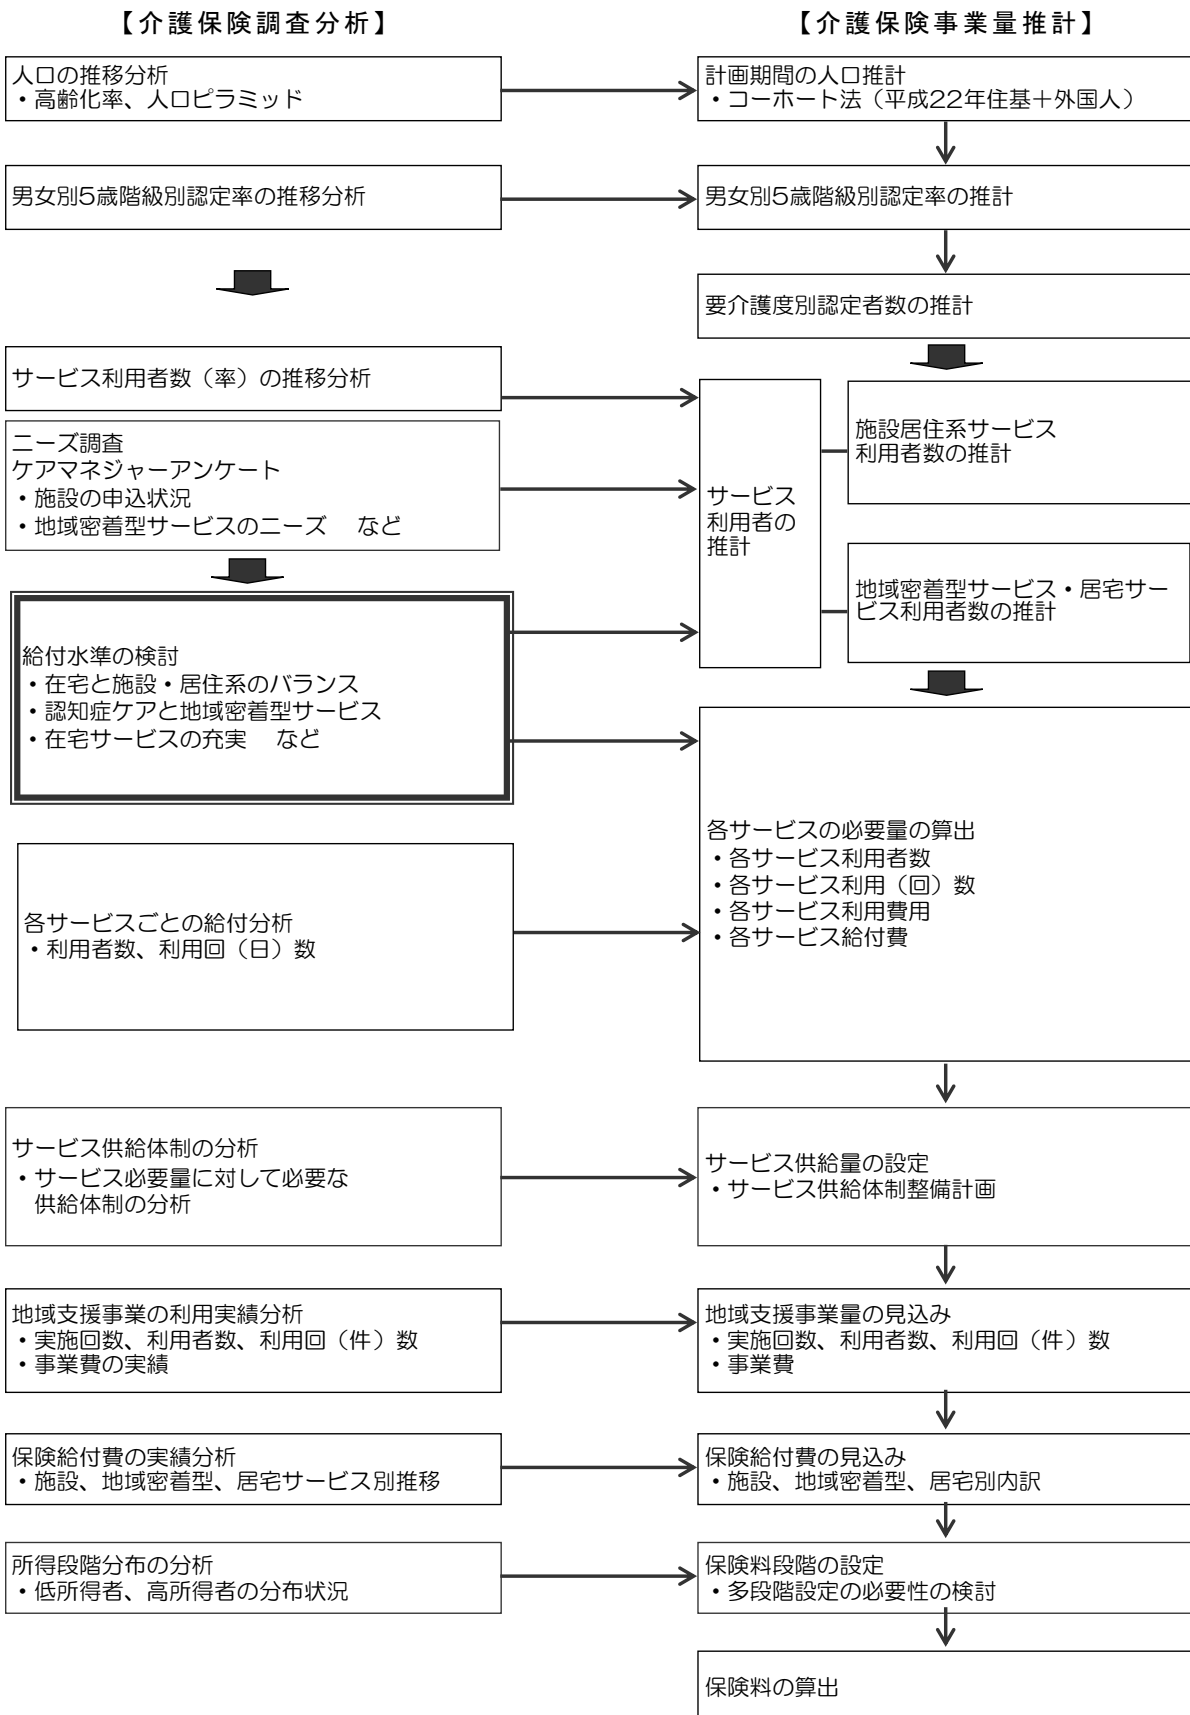 【介護保険調査分析】
【介護保険事業量推計】
人口の推移分析
・高齢化率、人口ピラミッド
計画期間の人口推計
・コーホート法（平成22年住基＋外国人）
男女別5歳階級別認定率の推移分析
男女別5歳階級別認定率の推計
要介護度別認定者数の推計
サービス利用者数（率）の推移分析
ニーズ調査
ケアマネジャーアンケート
・施設の申込状況
・地域密着型サービスのニーズ　など
サービス
利用者の
推計
施設居住系サービス
利用者数の推計
地域密着型サービス・居宅サー
ビス利用者数の推計
給付水準の検討
・在宅と施設・居住系のバランス
・認知症ケアと地域密着型サービス
・在宅サービスの充実　など
各サービスごとの給付分析
・利用者数、利用回（日）数
各サービスの必要量の算出
・各サービス利用者数
・各サービス利用（回）数
・各サービス利用費用
・各サービス給付費
サービス供給体制の分析
・サービス必要量に対して必要な
供給体制の分析
サービス供給量の設定
・サービス供給体制整備計画
地域支援事業の利用実績分析
・実施回数、利用者数、利用回（件）数
・事業費の実績
地域支援事業量の見込み
・実施回数、利用者数、利用回（件）数
・事業費
保険給付費の実績分析
・施設、地域密着型、居宅サービス別推移
保険給付費の見込み
・施設、地域密着型、居宅別内訳
所得段階分布の分析
・低所得者、高所得者の分布状況
保険料段階の設定
・多段階設定の必要性の検討
保険料の算出